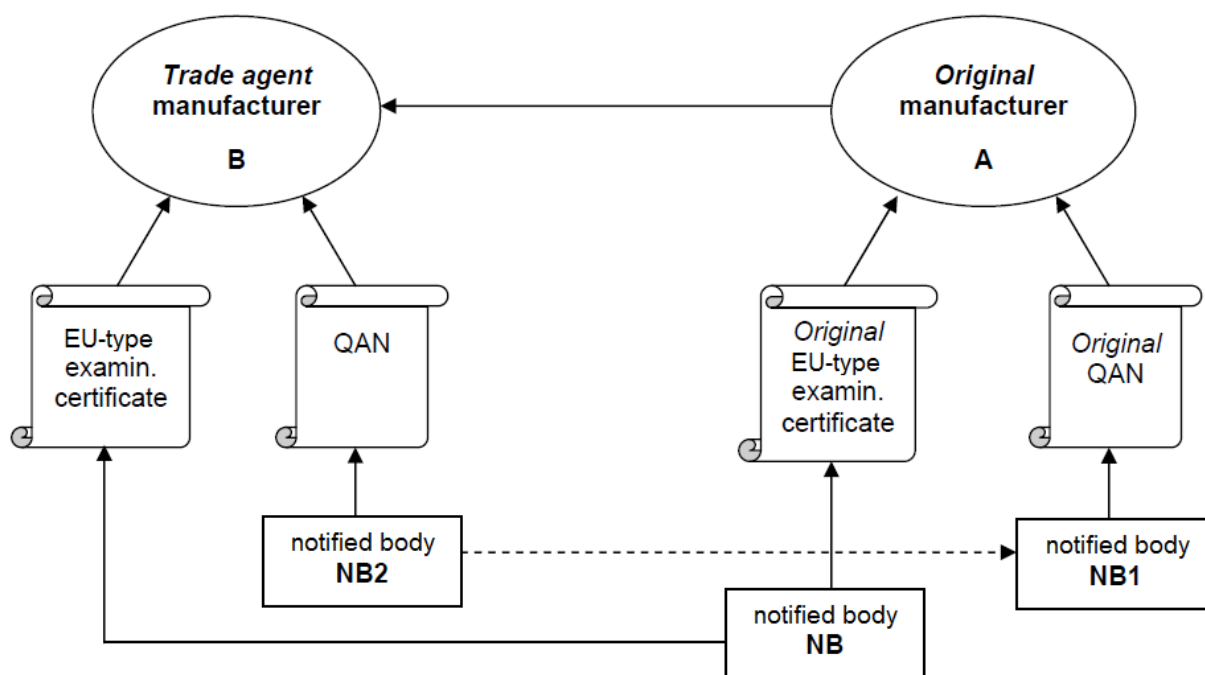 Trade agent
manufacturer
B
Original
manufacturer
A
EU-type
examin.
certificate
QAN
Original
EU-type
examin.
certificate
Original
QAN
notified body
NB2
notified body
NB1
notified body
NB